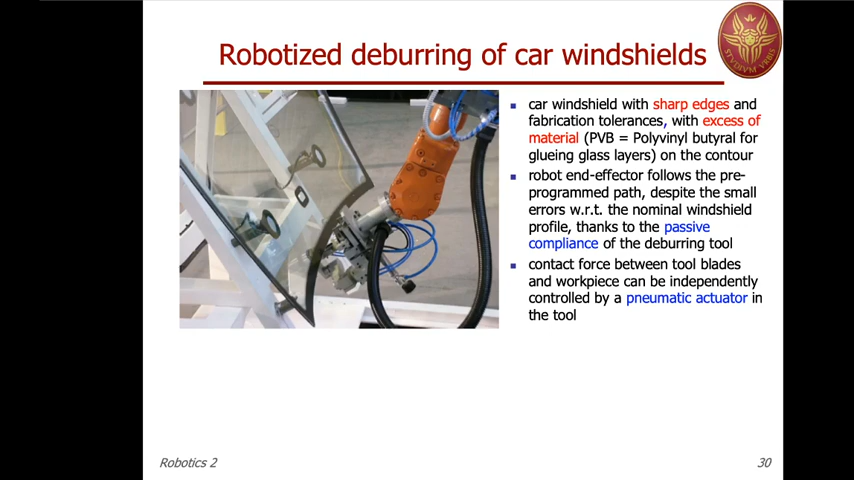 Robotized deburring of car windshields
STVDIVM VRBIS
car windshield with sharp edges and
fabrication tolerances, with excess of
material (PVB = Polyvinyl butyral for
glueing glass layers) on the contour
robot end-effector follows the pre-
programmed path, despite the small
errors w.r.t. the nominal windshield
profile, thanks to the passive
compliance of the deburring tool
contact force between tool blades
and workpiece can be independently
controlled by a pneumatic actuator in
the tool
Robotics 2
30